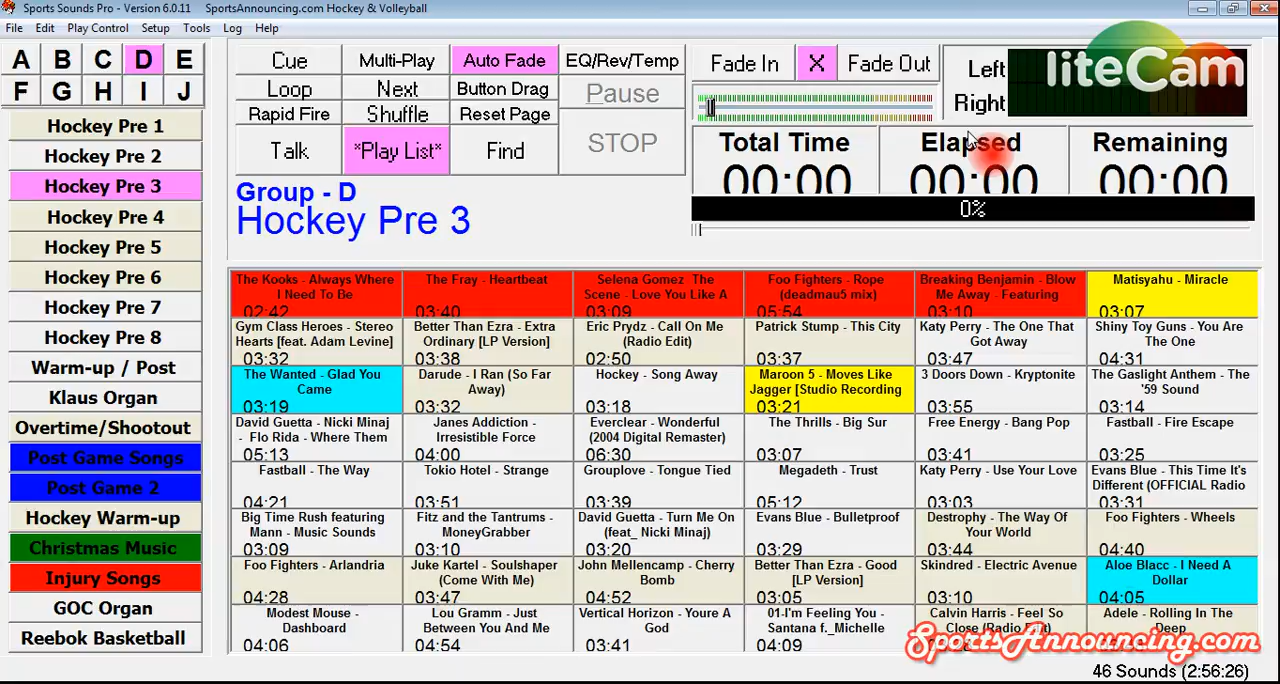 Sports Sounds Pro - Version 6.0.11 SportsAnnouncing.com Hockey & Volleyball
File Edit Play Control Setup Tools Log Help
A B C D E
F G H I J
Hockey Pre 1
Hockey Pre 2
Hockey Pre 3
Hockey Pre 4
Hockey Pre 5
Hockey Pre 6
Hockey Pre 7
Hockey Pre 8
Warm-up / Post
Klaus Organ
Overtime/Shootout
Post Game Songs
Post Game 2
Hockey Warm-up
Christmas Music
Injury Songs
GOC Organ
Reebok Basketball
Cue Multi-Play Auto Fade EQ/Rev/Temp
Loop Next Button Drag Pause
Rapid Fire Shuffle Reset Page
Talk *Play List* Find STOP
Fade In X Fade Out
Left
Right
liteCam
Total Time Elapsed Remaining
00:00 00:00 00:00
0%
Group - D
Hockey Pre 3
The Kooks - Always Where I Need To Be 02:42
The Fray - Heartbeat 03:40
Selena Gomez The Scene - Love You Like A 03:09
Foo Fighters - Rope (deadmau5 mix) 05:54
Breaking Benjamin - Blow Me Away - Featuring 03:10
Matisyahu - Miracle 03:07
Gym Class Heroes - Stereo Hearts [feat. Adam Levine] 03:32
Better Than Ezra - Extra Ordinary [LP Version] 03:38
Eric Prydz - Call On Me (Radio Edit) 02:50
Patrick Stump - This City 03:37
Katy Perry - The One That Got Away 03:47
Shiny Toy Guns - You Are The One 04:31
The Wanted - Glad You Came 03:19
Darude - I Ran (So Far Away) 03:32
Hockey - Song Away 03:18
Maroon 5 - Moves Like Jagger [Studio Recording 03:21
3 Doors Down - Kryptonite 03:55
The Gaslight Anthem - The '59 Sound 03:14
David Guetta - Nicki Minaj - Flo Rida - Where Them 05:13
Janes Addiction - Irresistible Force 04:00
Everclear - Wonderful (2004 Digital Remaster) 06:30
The Thrills - Big Sur 03:07
Free Energy - Bang Pop 03:41
Fastball - Fire Escape 03:25
Fastball - The Way 04:21
Tokio Hotel - Strange 03:51
Grouplove - Tongue Tied 03:39
Megadeth - Trust 05:12
Katy Perry - Use Your Love 03:03
Evans Blue - This Time It's Different (OFFICIAL Radio 03:31
Big Time Rush featuring Mann - Music Sounds 03:09
Fitz and the Tantrums - MoneyGrabber 03:10
David Guetta - Turn Me On (feat_ Nicki Minaj) 03:20
Evans Blue - Bulletproof 03:29
Destrophy - The Way Of Your World 03:44
Foo Fighters - Wheels 04:40
Foo Fighters - Arlandria 04:28
Juke Kartel - Soulshaper (Come With Me) 03:47
John Mellencamp - Cherry Bomb 04:52
Better Than Ezra - Good [LP Version] 03:05
Skindred - Electric Avenue 03:10
Aloe Blacc - I Need A Dollar 04:05
Modest Mouse - Dashboard 04:06
Lou Gramm - Just Between You And Me 04:54
Vertical Horizon - Youre A God 03:41
01-I'm Feeling You - Santana f._Michelle 04:09
Calvin Harris - Feel So Close (Radio Edit)
Adele - Rolling In The Deep
SportsAnnouncing.com
46 Sounds (2:56:26)